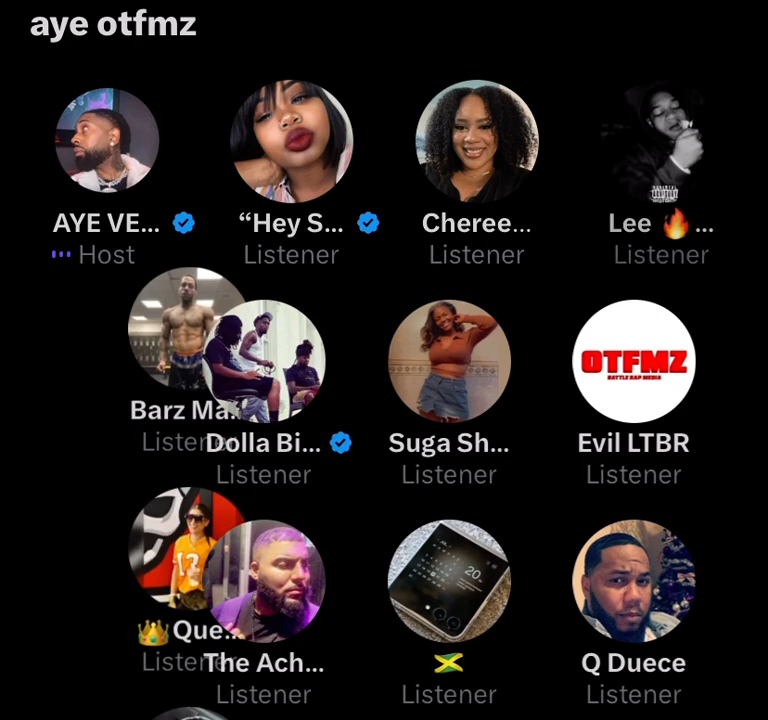 aye otfmz
AYE VE...
“Hey S...
Cheree...
Lee 🔥...
Host
Listener
Listener
Listener
Barz Ma...
Listener
Dolla Bi...
Suga Sh...
Evil LTBR
Listener
Listener
Listener
OTFMZ
BATTLE RAP MEDIA
👑Que...
Listener
The Ach...
🇯🇲
Q Duece
Listener
Listener
Listener
20